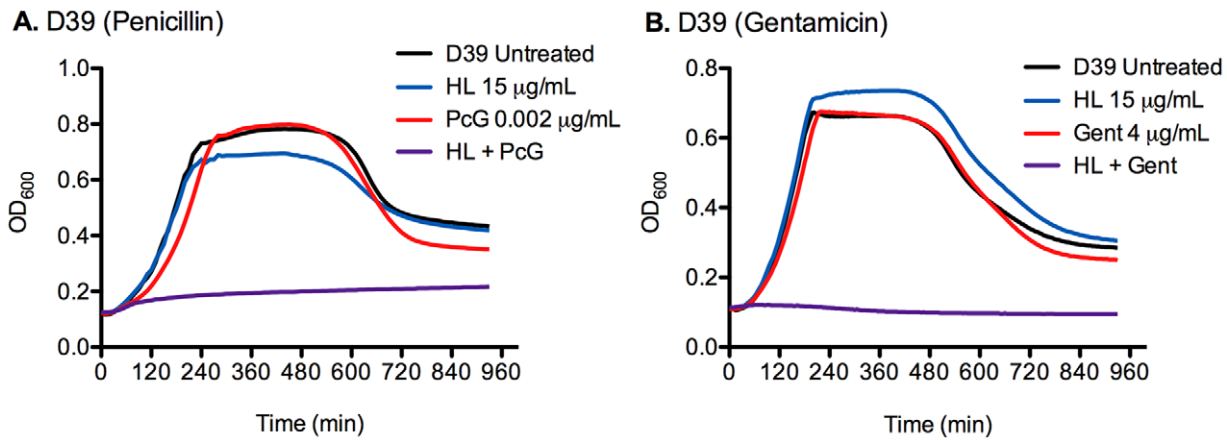 A. D39 (Penicillin)
D39 Untreated
HL 15 µg/mL
PcG 0.002 µg/mL
HL + PcG
OD600
1.0
0.8
0.6
0.4
0.2
0.0
0 120 240 360 480 600 720 840 960
Time (min)
B. D39 (Gentamicin)
D39 Untreated
HL 15 µg/mL
Gent 4 µg/mL
HL + Gent
OD600
0.8
0.6
0.4
0.2
0.0
0 120 240 360 480 600 720 840 960
Time (min)